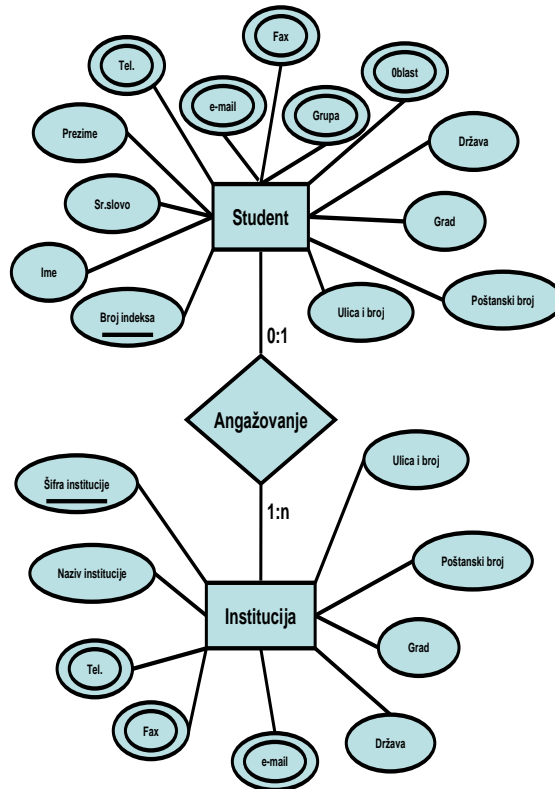 Fax
Tel.
0blast
e-mail
Grupa
Prezime
Država
Sr.slovo
Student
Grad
Ime
Poštanski broj
Broj indeksa
Ulica i broj
0:1
Angažovanje
Ulica i broj
Šifra institucije
1:n
Poštanski broj
Naziv institucije
Institucija
Grad
Tel.
Fax
Država
e-mail